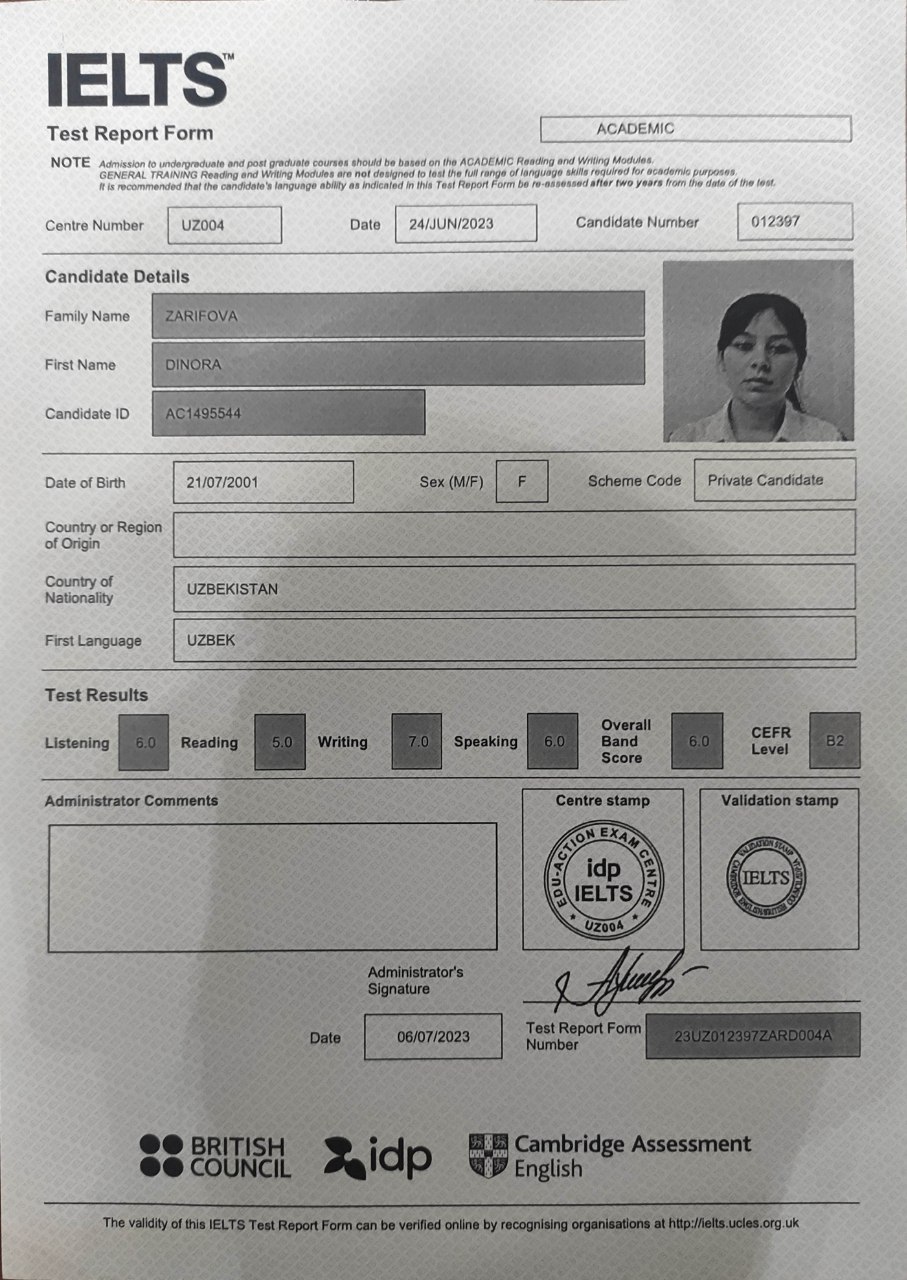 IELTS™
Test Report Form
ACADEMIC
NOTE Admission to undergraduate and post graduate courses should be based on the ACADEMIC Reading and Writing Modules.
GENERAL TRAINING Reading and Writing Modules are not designed to test the full range of language skills required for academic purposes.
It is recommended that the candidate's language ability as indicated in this Test Report Form be re-assessed after two years from the date of the test.
Centre Number UZ004 Date 24/JUN/2023 Candidate Number 012397
Candidate Details
Family Name ZARIFOVA
First Name DINORA
Candidate ID AC1495544
Date of Birth 21/07/2001 Sex (M/F) F Scheme Code Private Candidate
Country or Region
of Origin
Country of
Nationality UZBEKISTAN
First Language UZBEK
Test Results
Listening 6.0 Reading 5.0 Writing 7.0 Speaking 6.0 Overall Band Score 6.0 CEFR Level B2
Administrator Comments
Centre stamp
EDU-ACTION EXAM CENTRE
idp
IELTS
UZ004
Validation stamp
VALIDATION STAMP
IELTS
Administrator's
Signature
Date 06/07/2023
Test Report Form
Number 23UZ012397ZARD004A
BRITISH
COUNCIL
idp
Cambridge Assessment
English
The validity of this IELTS Test Report Form can be verified online by recognising organisations at http://ielts.ucles.org.uk